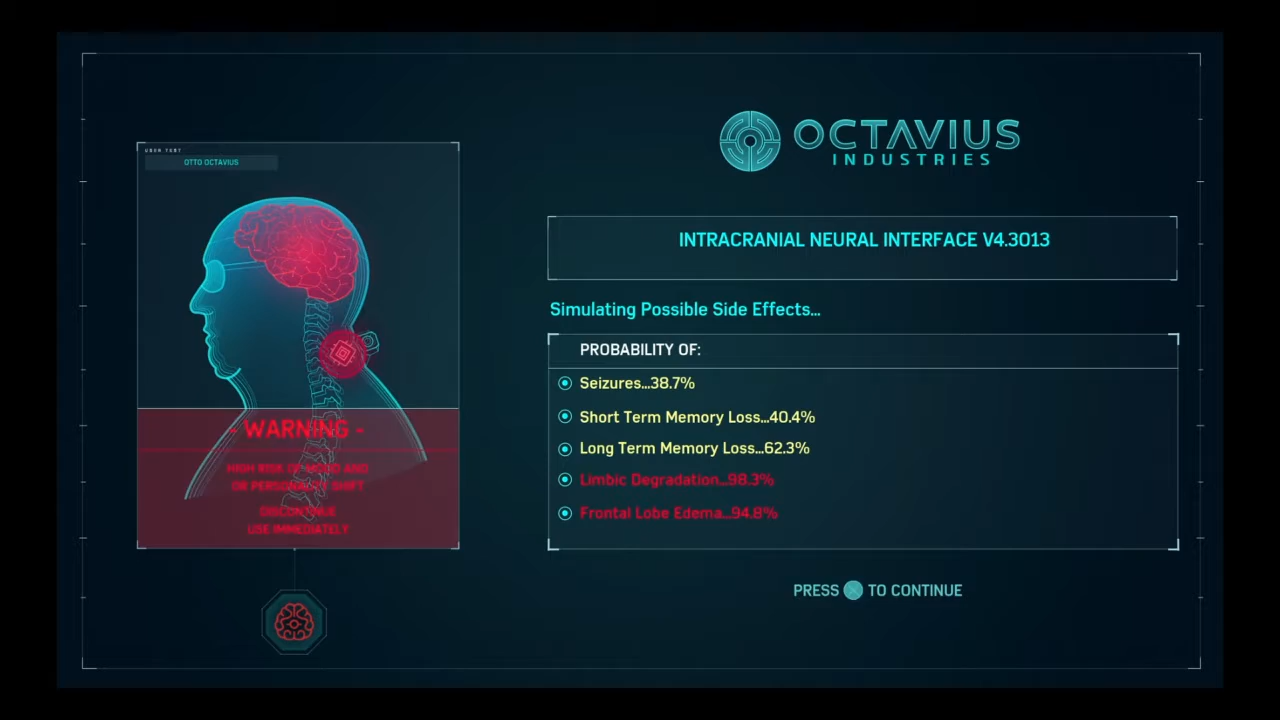 USER TEST
OTTO OCTAVIUS
OCTAVIUS
INDUSTRIES
INTRACRANIAL NEURAL INTERFACE V4.3013
Simulating Possible Side Effects...
PROBABILITY OF:
Seizures...38.7%
Short Term Memory Loss...40.4%
Long Term Memory Loss...62.3%
Limbic Degradation...98.3%
Frontal Lobe Edema...94.8%
- WARNING -
HIGH RISK OF MOOD AND
OR PERSONALITY SHIFT
DISCONTINUE
USE IMMEDIATELY
PRESS TO CONTINUE